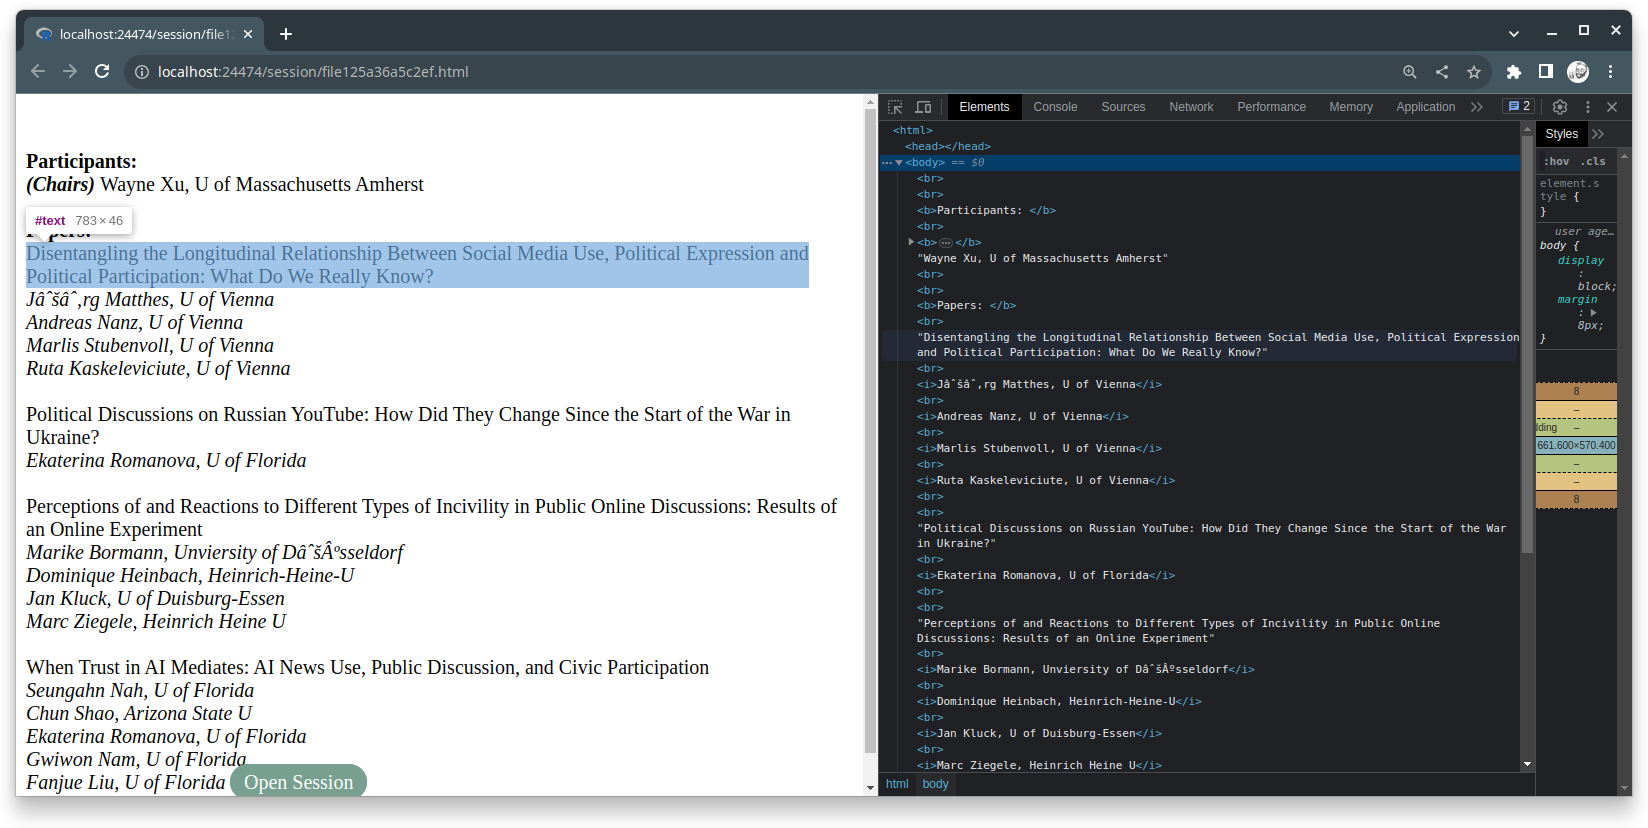 localhost:24474/session/file12
localhost:24474/session/file125a36a5c2ef.html
Participants:
(Chairs) Wayne Xu, U of Massachusetts Amherst
#text 783×46
Papers:
Disentangling the Longitudinal Relationship Between Social Media Use, Political Expression and
Political Participation: What Do We Really Know?
Jâˆšâˆ‚rg Matthes, U of Vienna
Andreas Nanz, U of Vienna
Marlis Stubenvoll, U of Vienna
Ruta Kaskeleviciute, U of Vienna
Political Discussions on Russian YouTube: How Did They Change Since the Start of the War in
Ukraine?
Ekaterina Romanova, U of Florida
Perceptions of and Reactions to Different Types of Incivility in Public Online Discussions: Results of
an Online Experiment
Marike Bormann, Unviersity of DâˆšÂºsseldorf
Dominique Heinbach, Heinrich-Heine-U
Jan Kluck, U of Duisburg-Essen
Marc Ziegele, Heinrich Heine U
When Trust in AI Mediates: AI News Use, Public Discussion, and Civic Participation
Seungahn Nah, U of Florida
Chun Shao, Arizona State U
Ekaterina Romanova, U of Florida
Gwiwon Nam, U of Florida
Fanjue Liu, U of Florida Open Session
Elements Console Sources Network Performance Memory Application 2
<html>
<head></head>
<body> == $0
<br>
<br>
<b>Participants: </b>
<br>
<b>…</b>
"Wayne Xu, U of Massachusetts Amherst"
<br>
<br>
<b>Papers: </b>
<br>
"Disentangling the Longitudinal Relationship Between Social Media Use, Political Expression
and Political Participation: What Do We Really Know?"
<br>
<i>Jâˆšâˆ‚rg Matthes, U of Vienna</i>
<br>
<i>Andreas Nanz, U of Vienna</i>
<br>
<i>Marlis Stubenvoll, U of Vienna</i>
<br>
<i>Ruta Kaskeleviciute, U of Vienna</i>
<br>
<br>
"Political Discussions on Russian YouTube: How Did They Change Since the Start of the War
in Ukraine?"
<br>
<i>Ekaterina Romanova, U of Florida</i>
<br>
<br>
"Perceptions of and Reactions to Different Types of Incivility in Public Online
Discussions: Results of an Online Experiment"
<br>
<i>Marike Bormann, Unviersity of DâˆšÂºsseldorf</i>
<br>
<i>Dominique Heinbach, Heinrich-Heine-U</i>
<br>
<i>Jan Kluck, U of Duisburg-Essen</i>
<br>
<i>Marc Ziegele, Heinrich Heine U</i>
html body
Styles
:hov .cls
element.s
tyle {
}
user age…
body {
display
:
block;
margin
:
8px;
}
8
–
dding –
661.600×570.400
–
–
8